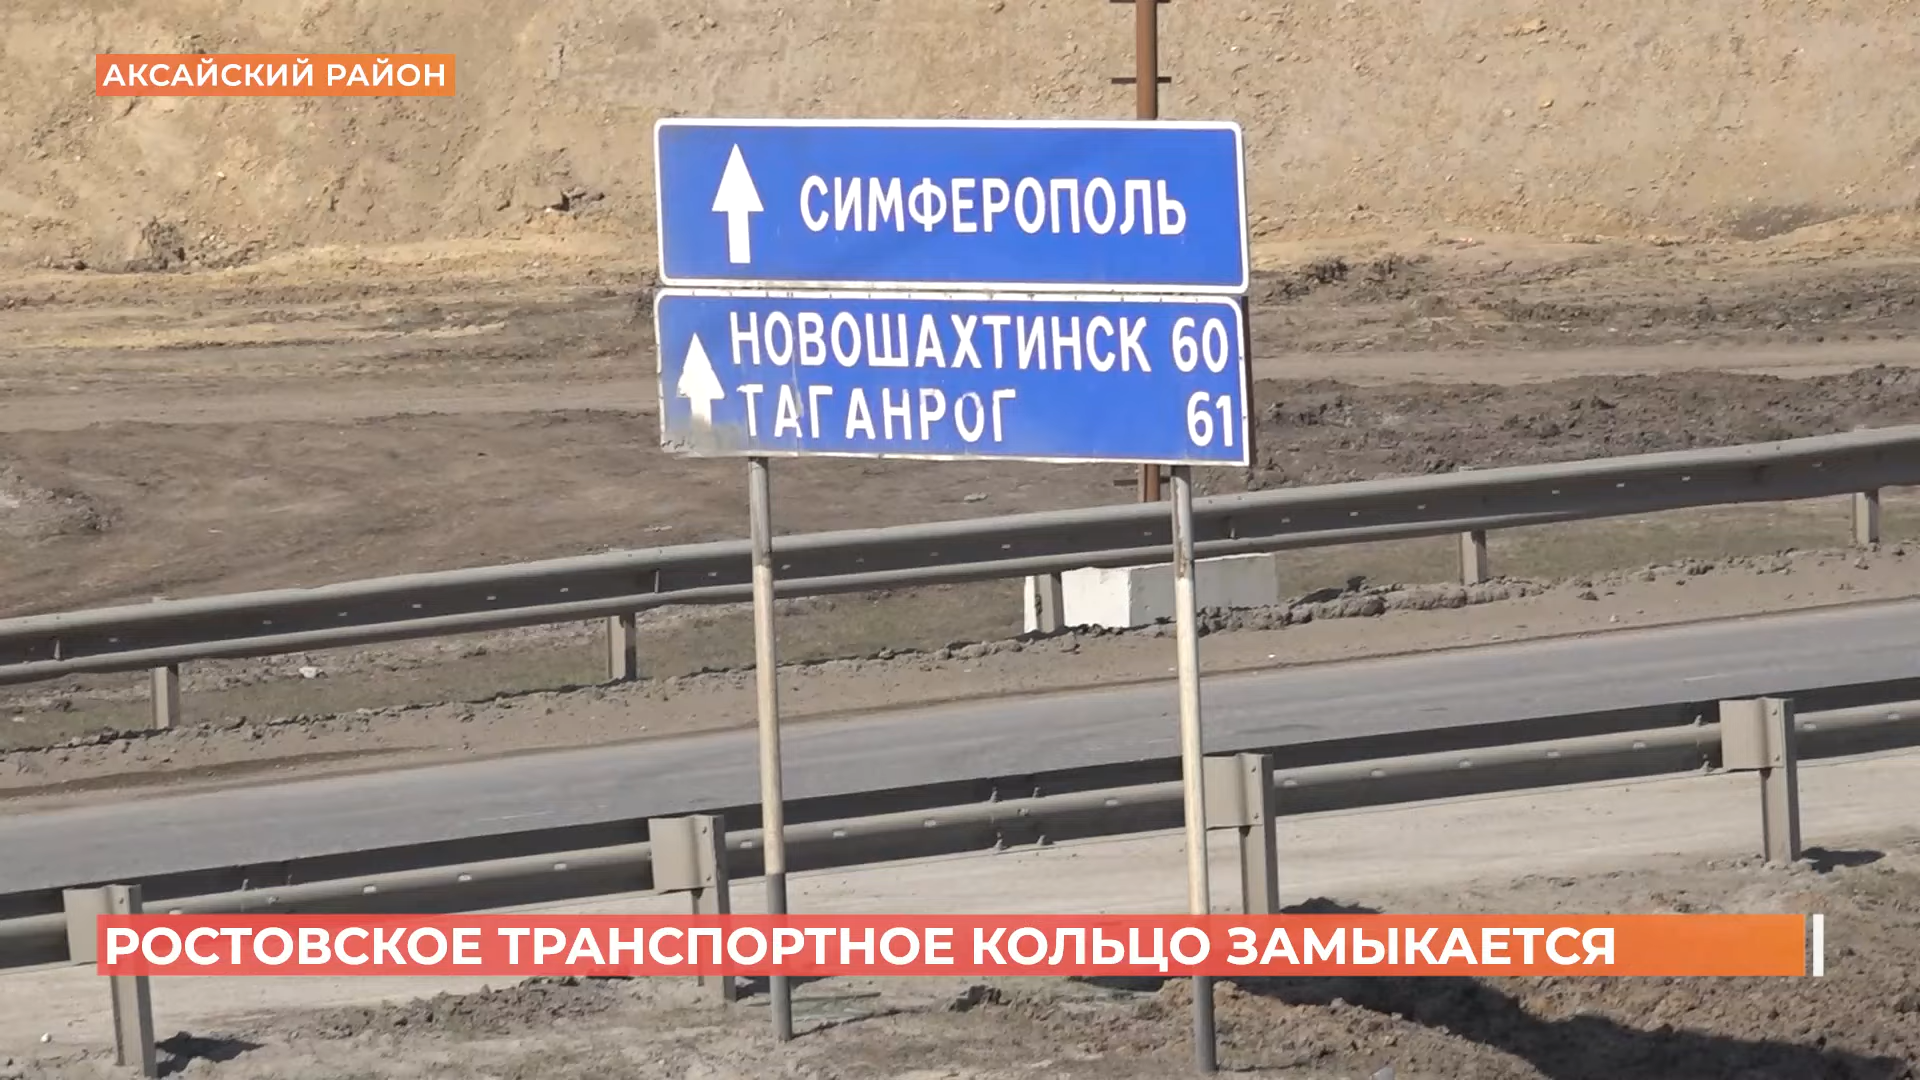 АКСАЙСКИЙ РАЙОН
СИМФЕРОПОЛЬ
НОВОШАХТИНСК 60
ТАГАНРОГ 61
РОСТОВСКОЕ ТРАНСПОРТНОЕ КОЛЬЦО ЗАМЫКАЕТСЯ